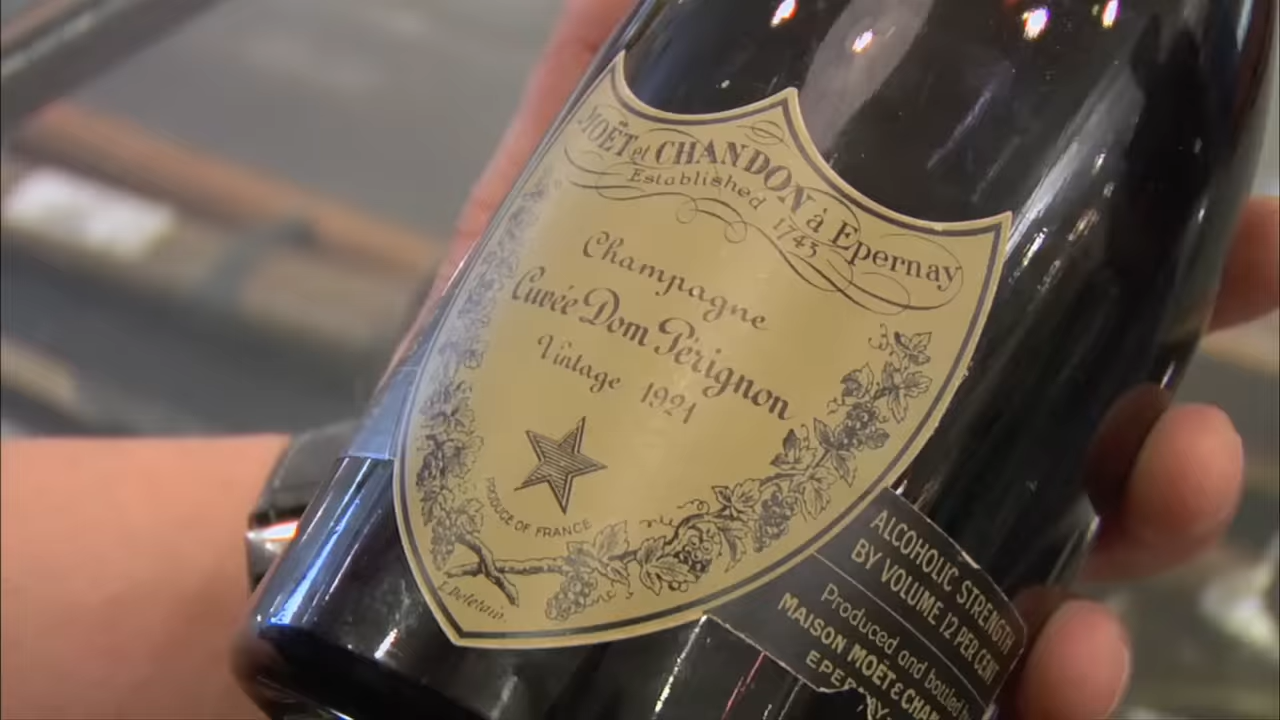 MOËT et CHANDON à Epernay
Established 1743
Champagne
Cuvée Dom Pérignon
Vintage 1921
PRODUCE OF FRANCE
ALCOHOLIC STRENGTH
BY VOLUME 12 PER CENT
Produced and bottled by
MAISON MOËT & CHAN